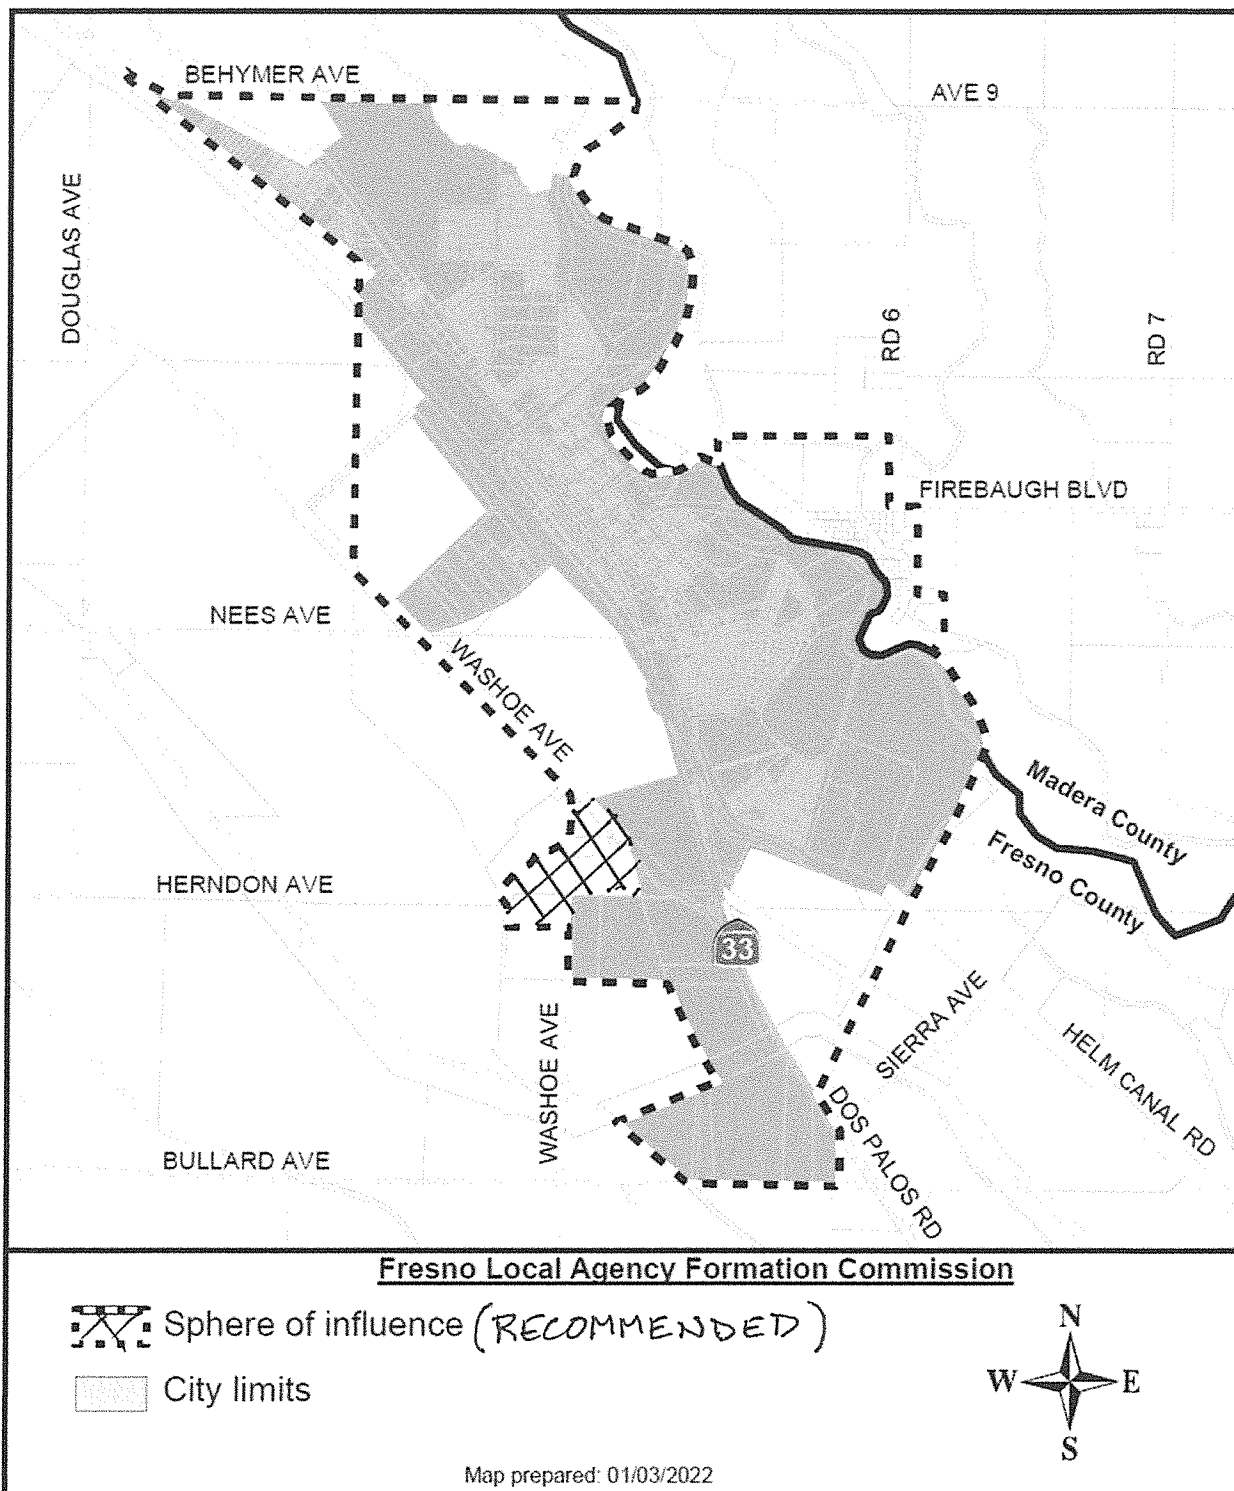 BEHYMER AVE
AVE 9
DOUGLAS AVE
RD 6
RD 7
FIREBAUGH BLVD
NEES AVE
WASHOE AVE
Madera County
Fresno County
HERNDON AVE
33
SIERRA AVE
HELM CANAL RD
WASHOE AVE
DOS PALOS RD
BULLARD AVE
Fresno Local Agency Formation Commission
Sphere of influence (RECOMMENDED)
City limits
N
W E
S
Map prepared: 01/03/2022